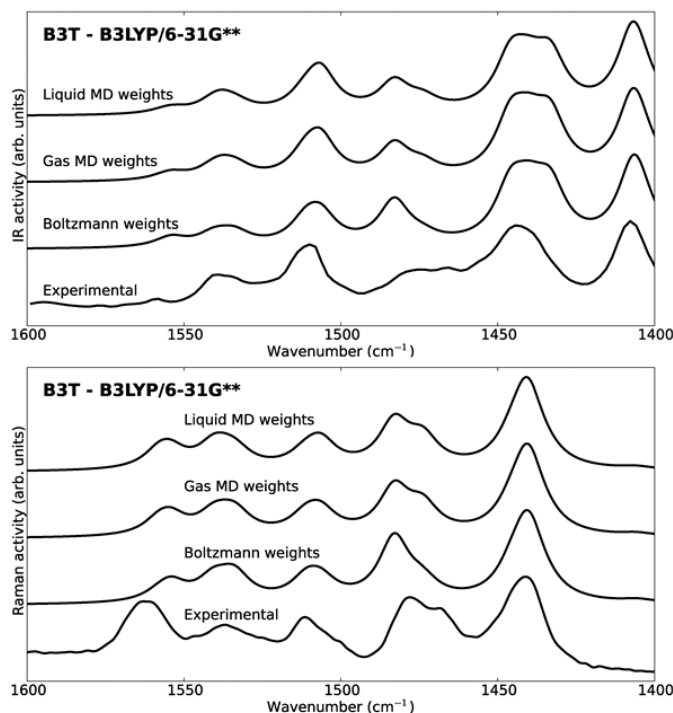 B3T - B3LYP/6-31G**
IR activity (arb. units)
Liquid MD weights
Gas MD weights
Boltzmann weights
Experimental
1600 1550 1500 1450 1400
Wavenumber (cm⁻¹)
B3T - B3LYP/6-31G**
Raman activity (arb. units)
Liquid MD weights
Gas MD weights
Boltzmann weights
Experimental
1600 1550 1500 1450 1400
Wavenumber (cm⁻¹)